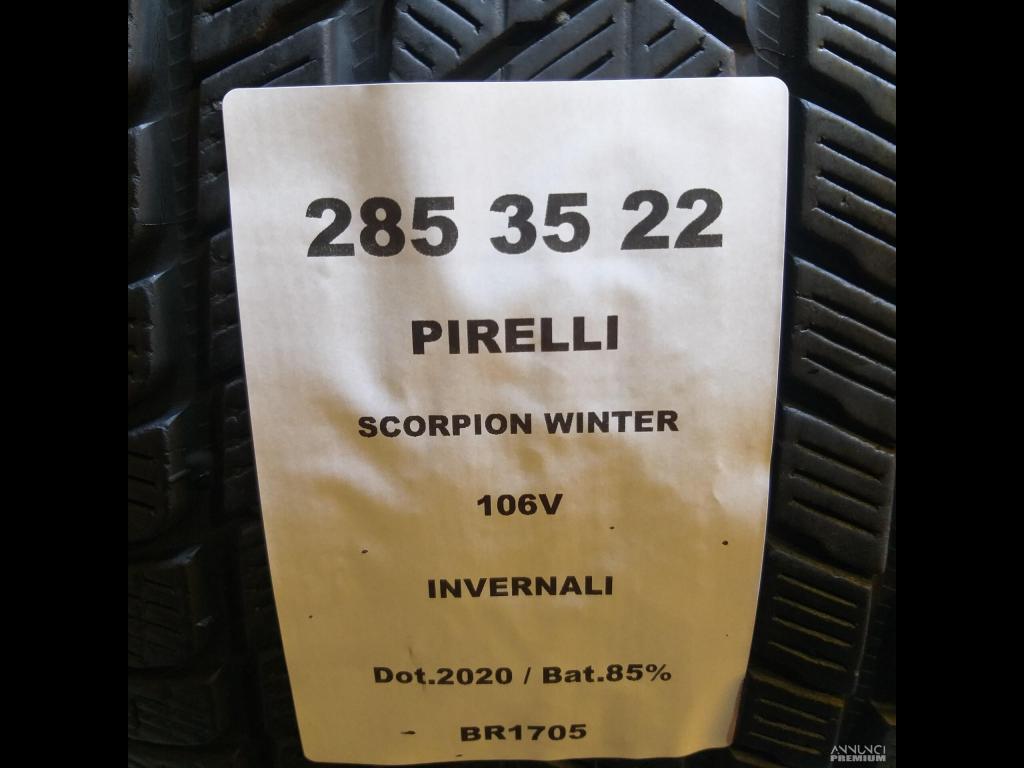 285 35 22
PIRELLI
SCORPION WINTER
106V
INVERNALI
Dot.2020 / Bat.85%
BR1705
ANNUNCI
PREMIUM